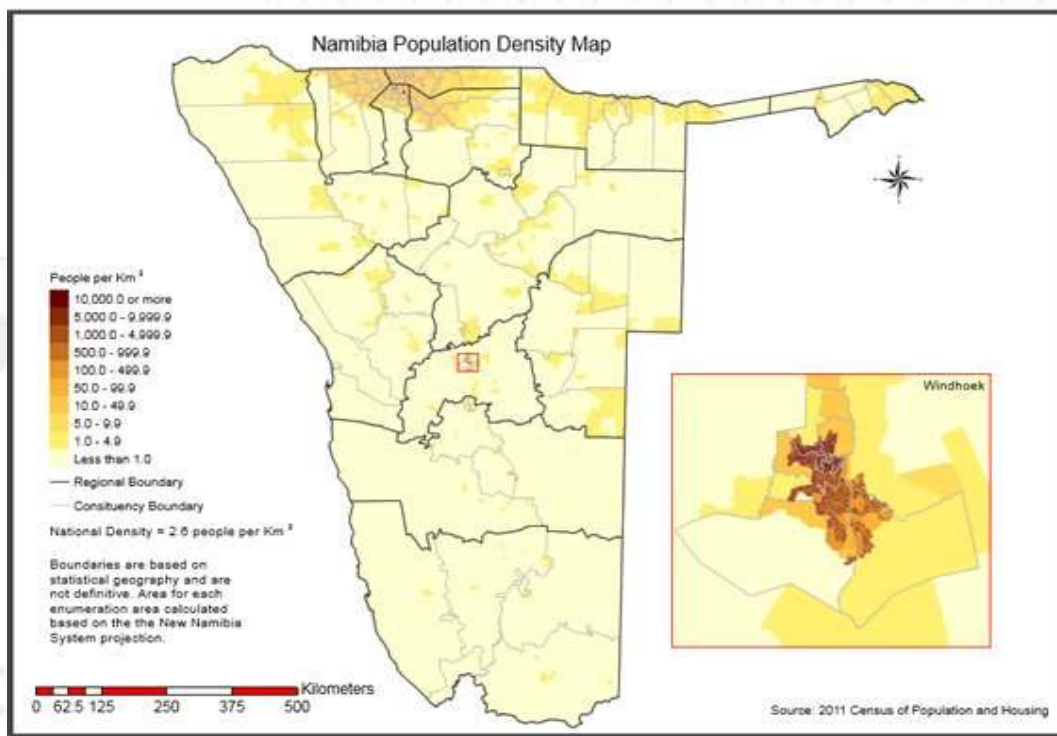 Namibia Population Density Map
People per Km ²
10,000.0 or more
5,000.0 - 9,999.9
1,000.0 - 4,999.9
500.0 - 999.9
100.0 - 499.9
50.0 - 99.9
10.0 - 49.9
5.0 - 9.9
1.0 - 4.9
Less than 1.0
Regional Boundary
Consituency Boundary
National Density = 2.6 people per Km ²
Boundaries are based on
statistical geography and are
not definitive. Area for each
enumeration area calculated
based on the the New Namibia
System projection.
Kilometers
0 62.5 125 250 375 500
Windhoek
Source: 2011 Census of Population and Housing